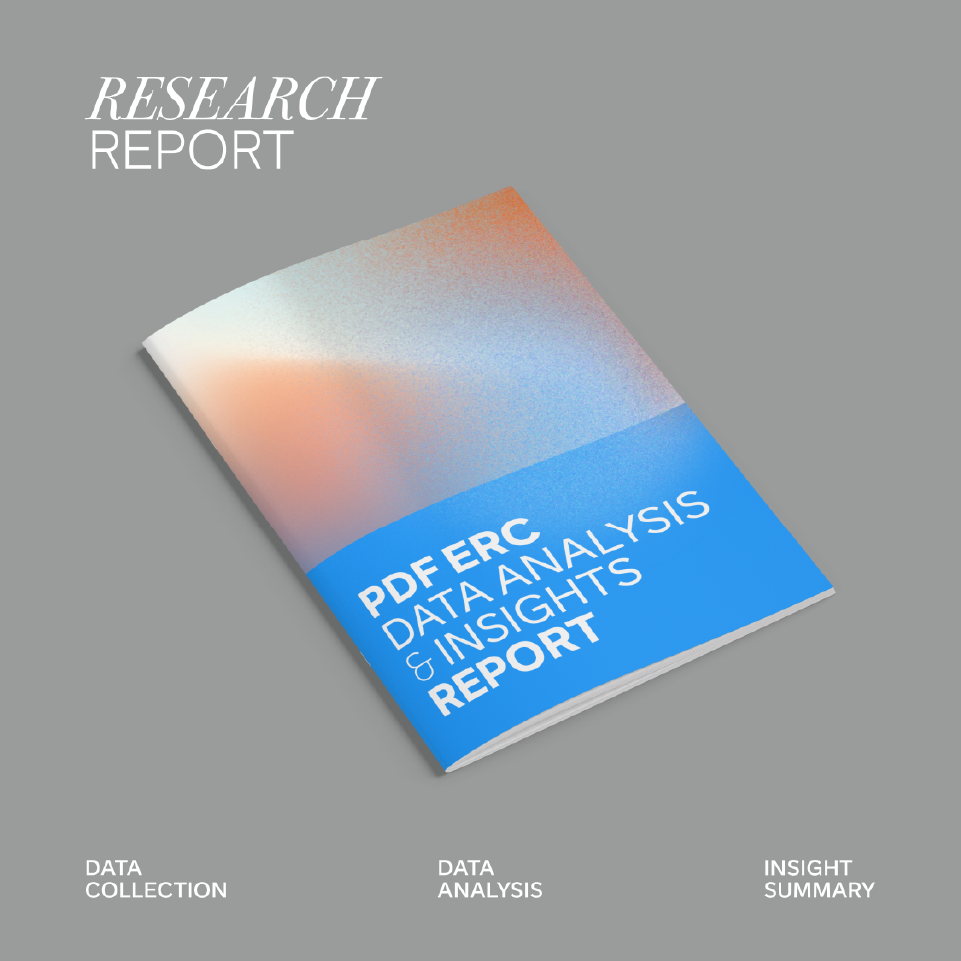 RESEARCH
REPORT
PDF ERC
DATA ANALYSIS
& INSIGHTS
REPORT
DATA
COLLECTION
DATA
ANALYSIS
INSIGHT
SUMMARY